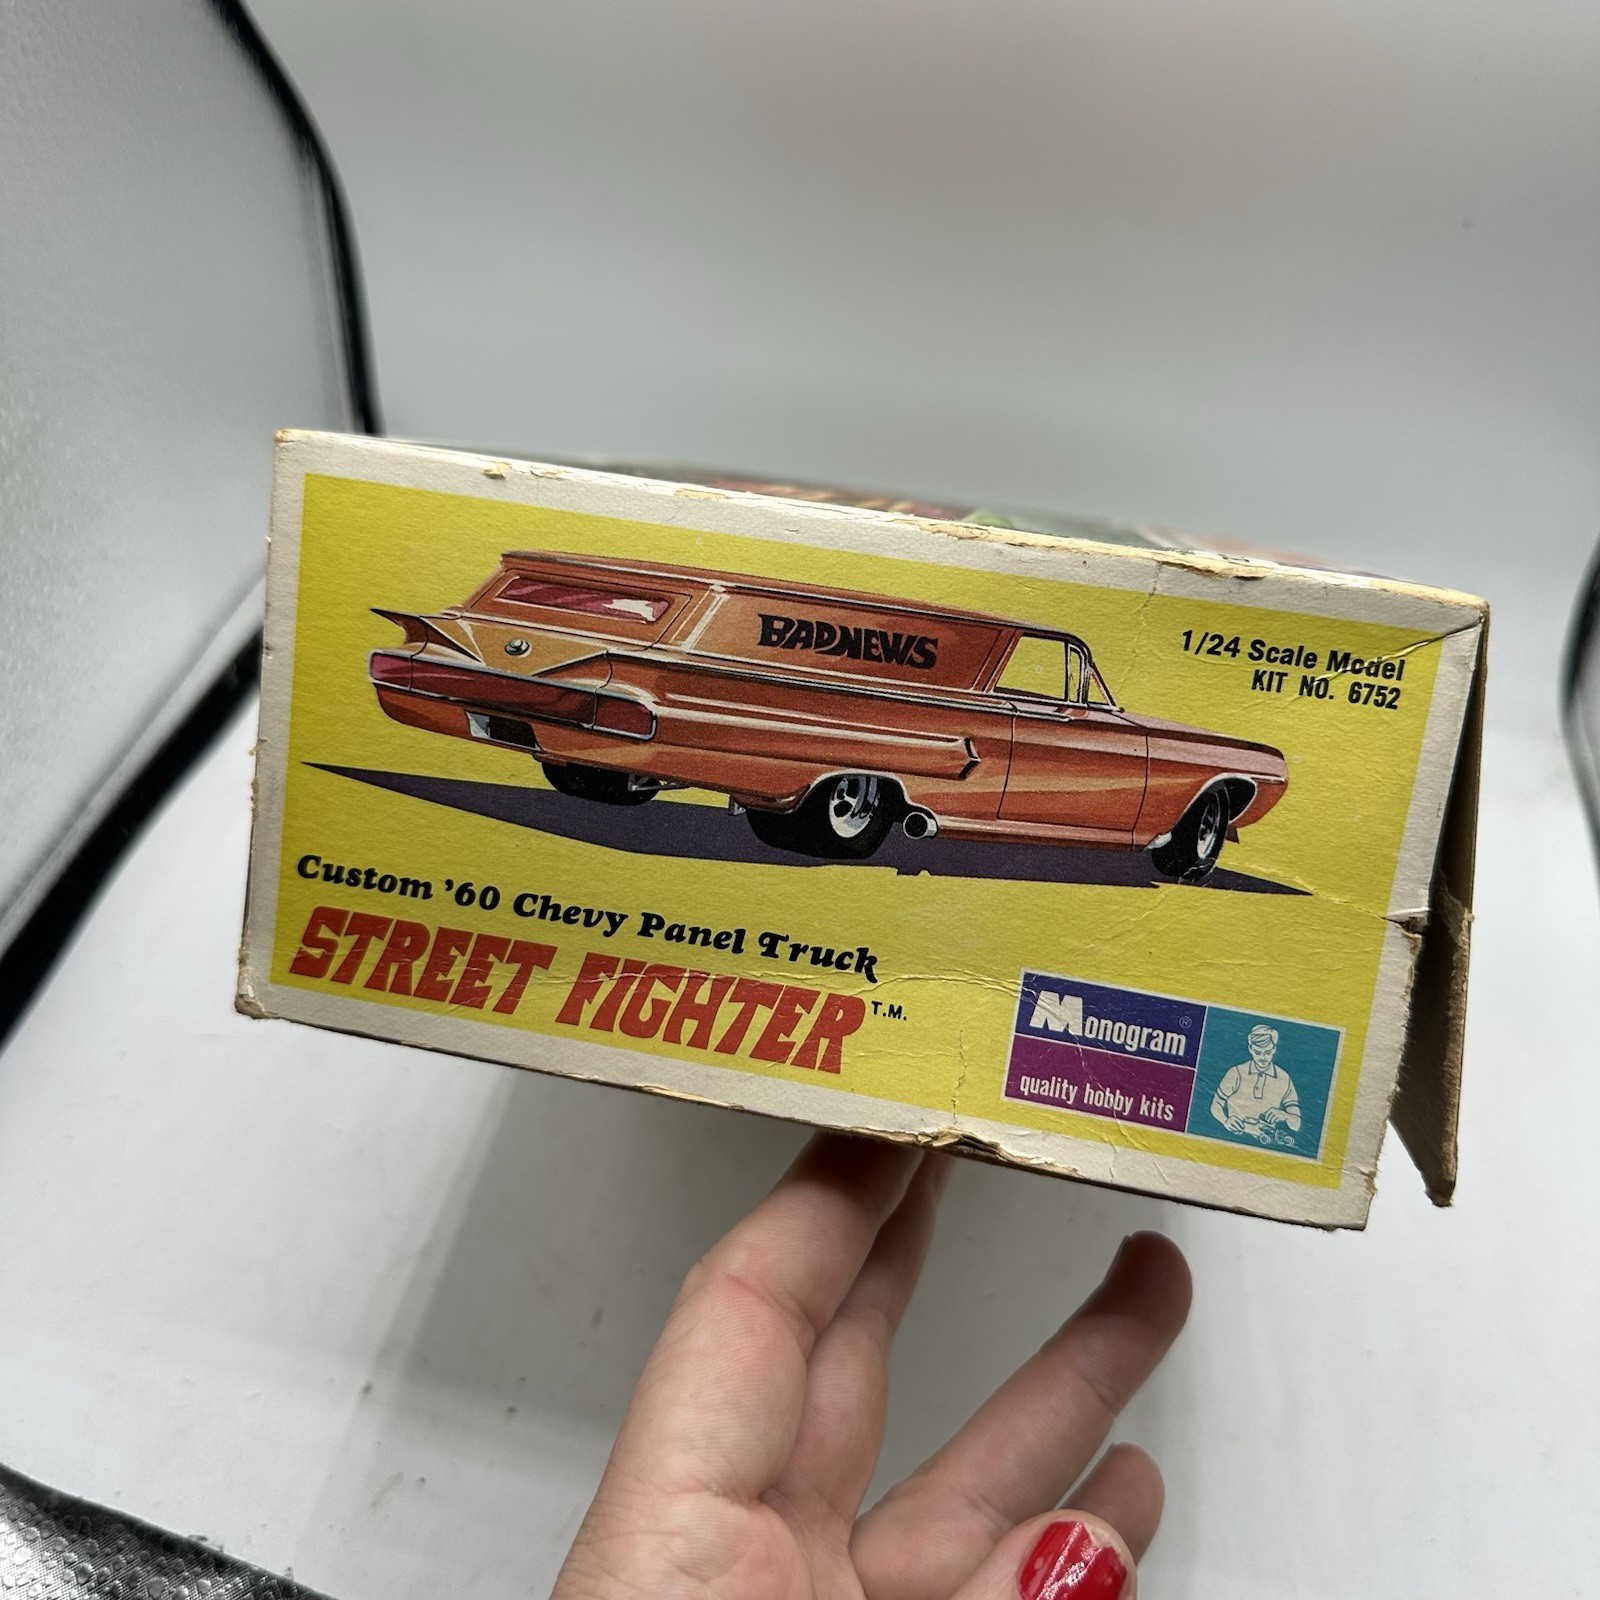 BADNEWS
1/24 Scale Model
KIT NO. 6752
Custom '60 Chevy Panel Truck
STREET FIGHTER T.M.
Monogram®
quality hobby kits